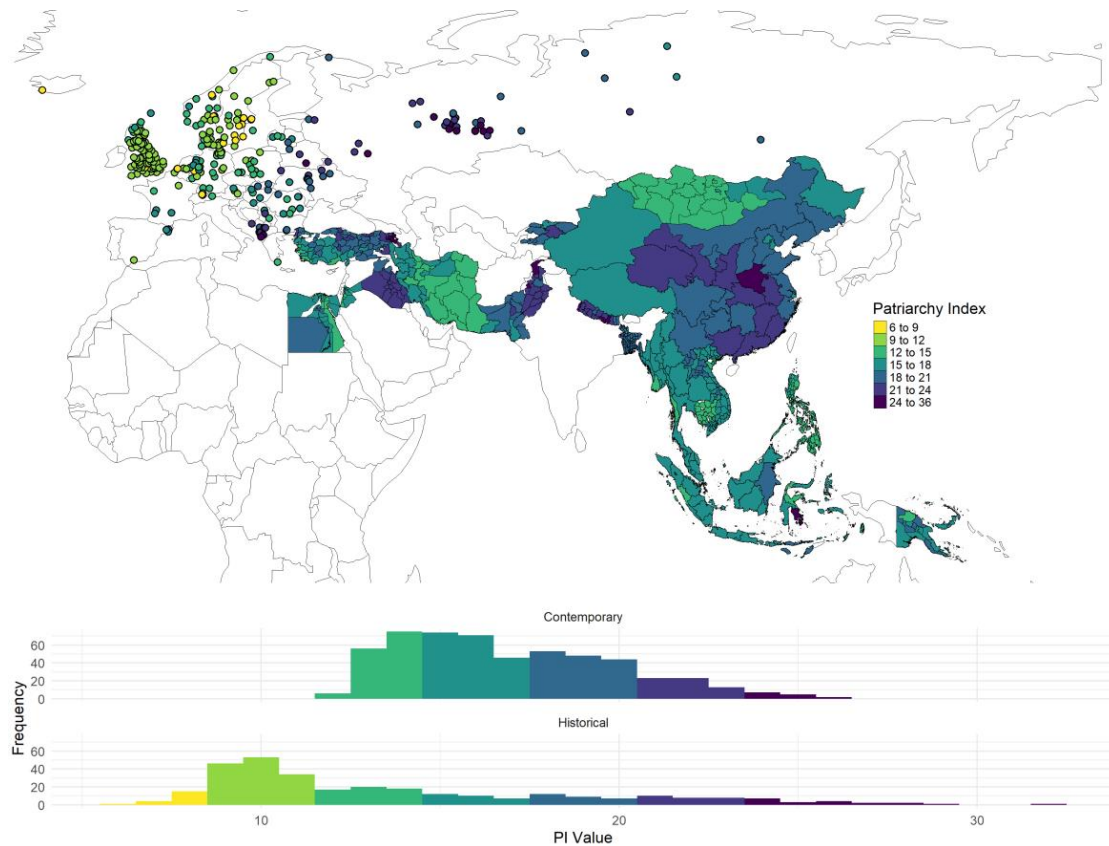 Patriarchy Index
6 to 9
9 to 12
12 to 15
15 to 18
18 to 21
21 to 24
24 to 36
Contemporary
60
40
20
0
Frequency
Historical
60
40
20
0
10
20
30
PI Value